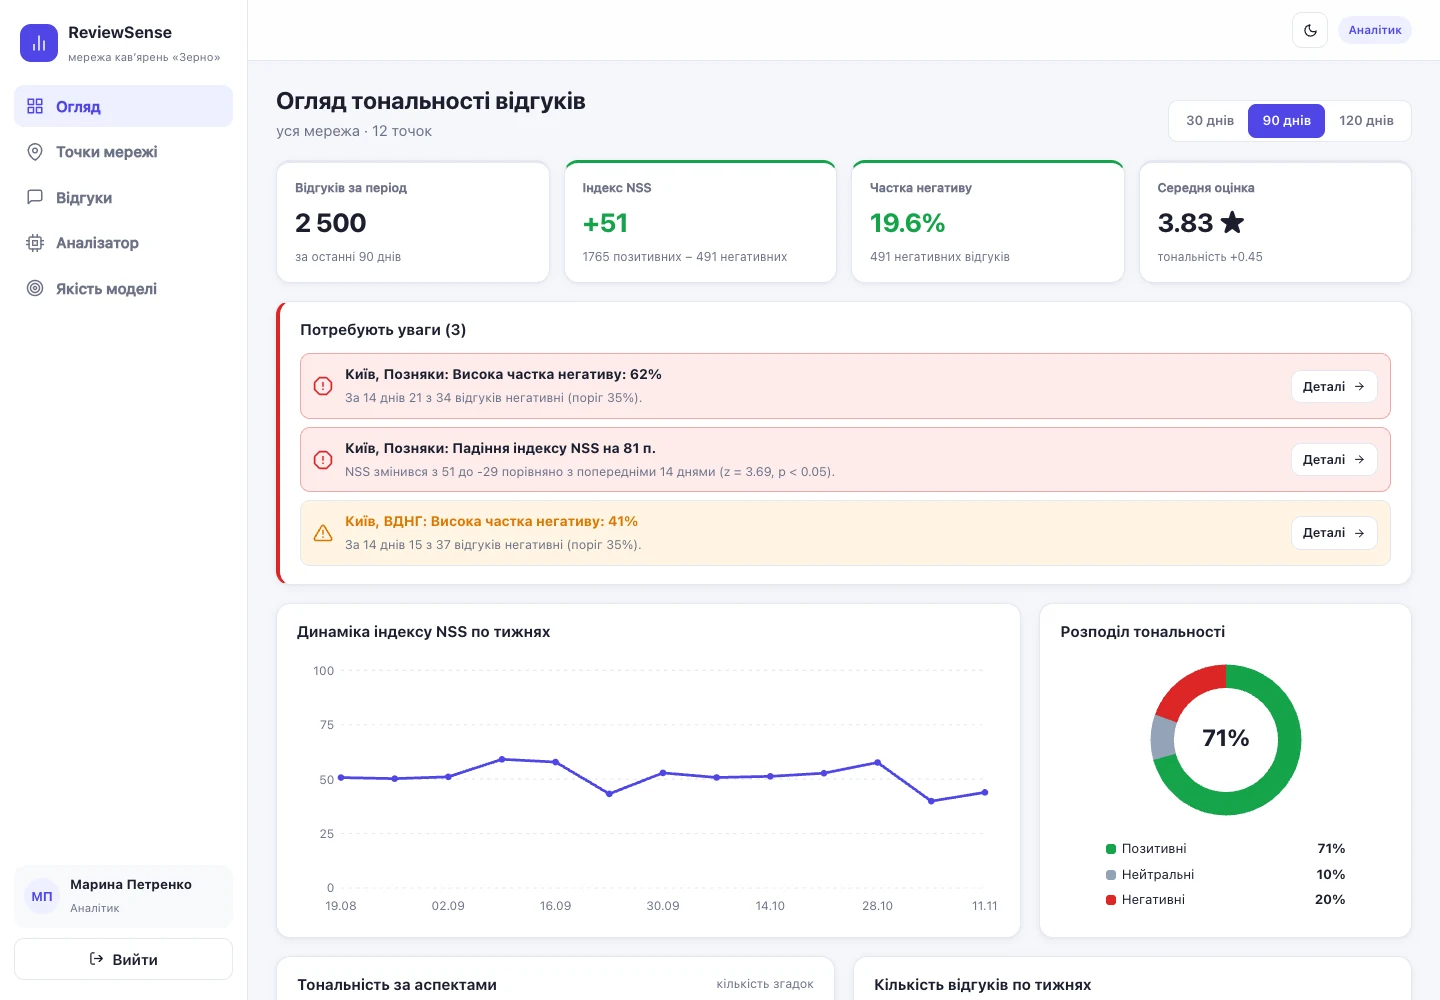 ReviewSense
мережа кав’ярень «Зерно»
Огляд
Точки мережі
Відгуки
Аналізатор
Якість моделі
Марина Петренко
МП
Аналітик
Вийти
Аналітик
Огляд тональності відгуків
уся мережа · 12 точок
30 днів
90 днів
120 днів
Відгуків за період
2 500
за останні 90 днів
Індекс NSS
+51
1765 позитивних − 491 негативних
Частка негативу
19.6%
491 негативних відгуків
Середня оцінка
3.83 ★
тональність +0.45
Потребують уваги (3)
Київ, Позняки: Висока частка негативу: 62%
За 14 днів 21 з 34 відгуків негативні (поріг 35%).
Деталі →
Київ, Позняки: Падіння індексу NSS на 81 п.
NSS змінився з 51 до -29 порівняно з попередніми 14 днями (z = 3.69, p < 0.05).
Деталі →
Київ, ВДНГ: Висока частка негативу: 41%
За 14 днів 15 з 37 відгуків негативні (поріг 35%).
Деталі →
Динаміка індексу NSS по тижнях
100
75
50
25
0
19.08
02.09
16.09
30.09
14.10
28.10
11.11
Розподіл тональності
71%
Позитивні 71%
Нейтральні 10%
Негативні 20%
Тональність за аспектами
кількість згадок
Кількість відгуків по тижнях